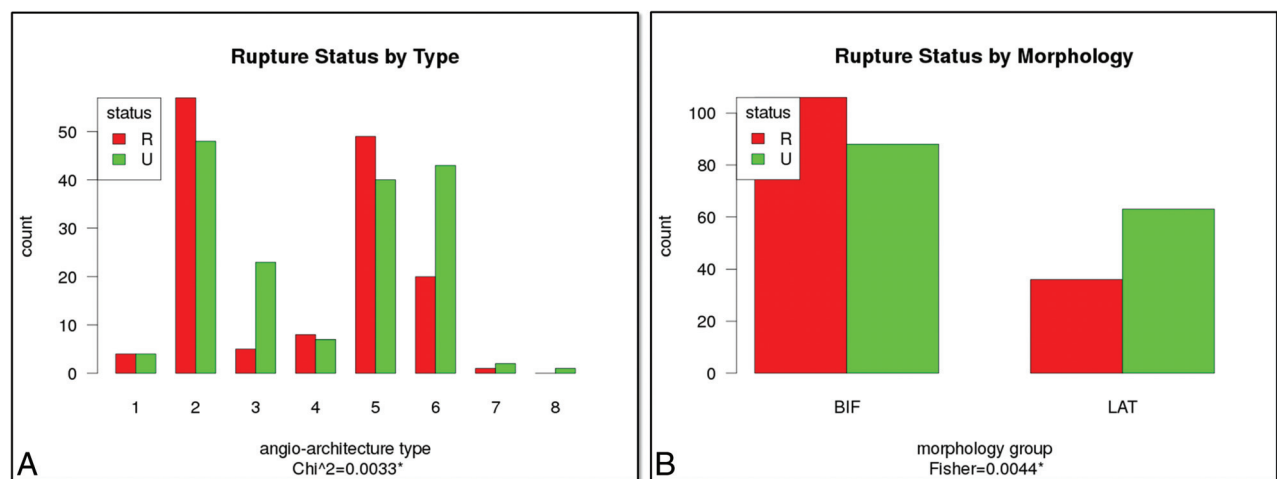 Rupture Status by Type
status
R
U
50
40
30
20
10
0
count
1 2 3 4 5 6 7 8
angio-architecture type
Chi^2=0.0033*
A
Rupture Status by Morphology
status
R
U
100
80
60
40
20
0
count
BIF LAT
morphology group
Fisher=0.0044*
B